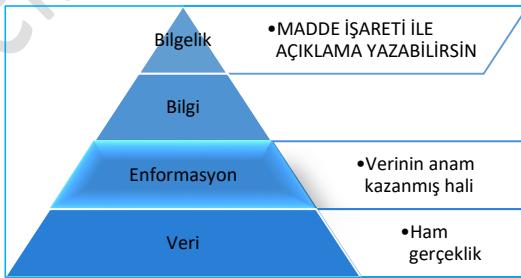 Bilgelik
•MADDE İŞARETİ İLE
AÇIKLAMA YAZABİLİRSİN
Bilgi
Enformasyon
•Verinin anam
kazanmış hali
Veri
•Ham
gerçeklik